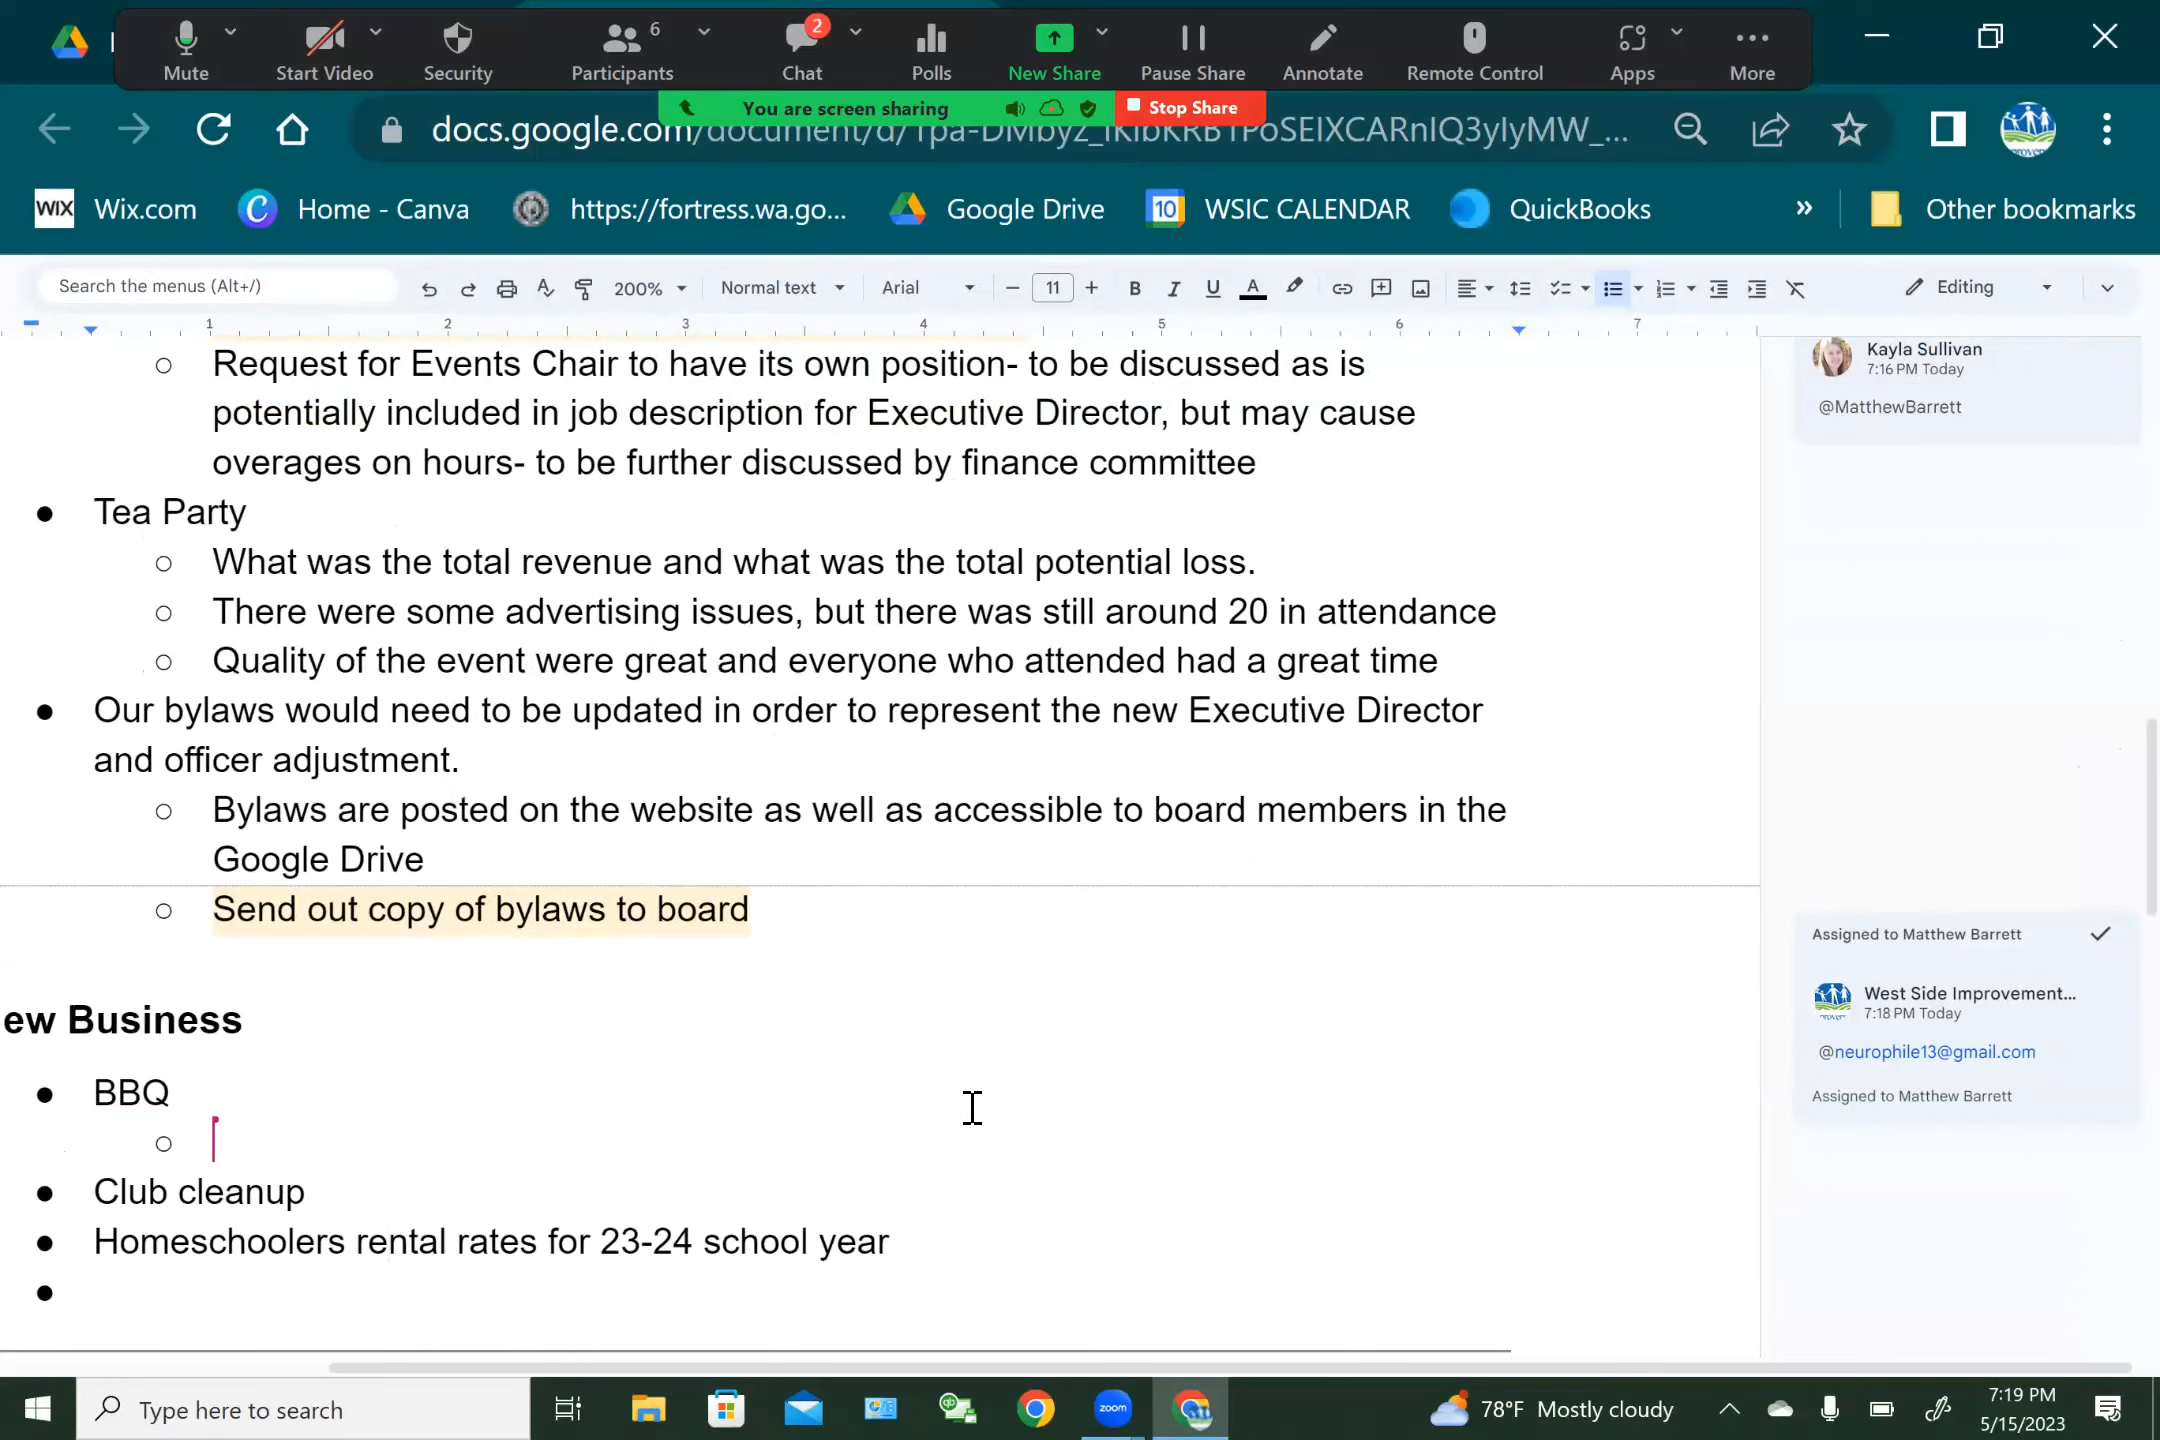 6
2
Mute
Start Video
Security
Participants
Chat
Polls
New Share
Pause Share
Annotate
Remote Control
Apps
More
You are screen sharing
Stop Share
WIX
Wix.com
Home - Canva
https://fortress.wa.go...
Google Drive
10
WSIC CALENDAR
QuickBooks
»
Other bookmarks
Search the menus (Alt+/)
200%
Normal text
Arial
11
Editing
1 2 3 4 5 6 7
○ Request for Events Chair to have its own position- to be discussed as is
potentially included in job description for Executive Director, but may cause
overages on hours- to be further discussed by finance committee
● Tea Party
○ What was the total revenue and what was the total potential loss.
○ There were some advertising issues, but there was still around 20 in attendance
○ Quality of the event were great and everyone who attended had a great time
● Our bylaws would need to be updated in order to represent the new Executive Director
and officer adjustment.
○ Bylaws are posted on the website as well as accessible to board members in the
Google Drive
○ Send out copy of bylaws to board
ew Business
● BBQ
○
● Club cleanup
● Homeschoolers rental rates for 23-24 school year
●
Kayla Sullivan
7:16 PM Today
@MatthewBarrett
Assigned to Matthew Barrett
West Side Improvement...
7:18 PM Today
@neurophile13@gmail.com
Assigned to Matthew Barrett
Type here to search
qb
zoom
78°F Mostly cloudy
7:19 PM
5/15/2023